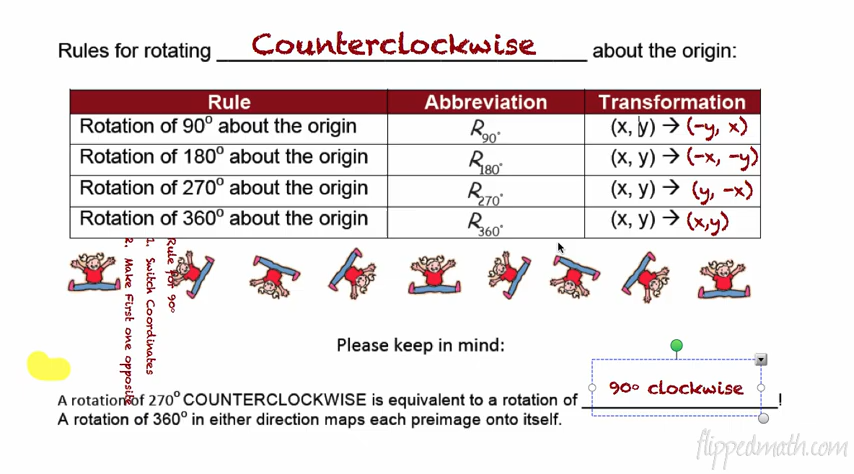 Rules for rotating Counterclockwise about the origin:
Rule Abbreviation Transformation
Rotation of 90° about the origin R90° (x, y) → (-y, x)
Rotation of 180° about the origin R180° (x, y) → (-x, -y)
Rotation of 270° about the origin R270° (x, y) → (y, -x)
Rotation of 360° about the origin R360° (x, y) → (x,y)
Rule for 90°
1. Switch Coordinates
2. Make First one opposite
Please keep in mind:
A rotation of 270° COUNTERCLOCKWISE is equivalent to a rotation of 90° clockwise!
A rotation of 360° in either direction maps each preimage onto itself.
flippedmath.com